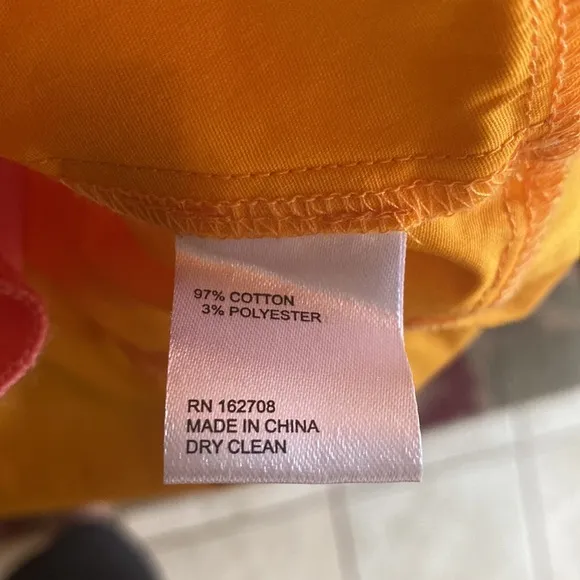 97% COTTON
3% POLYESTER
RN 162708
MADE IN CHINA
DRY CLEAN